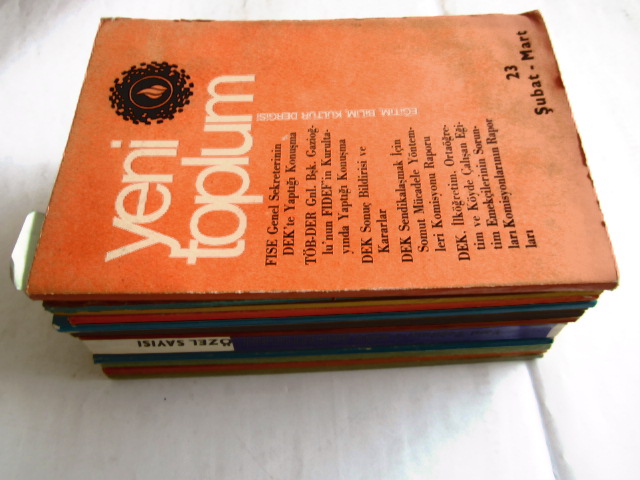 yeni
toplum
EĞİTİM, BİLİM, KÜLTÜR DERGİSİ
FISE Genel Sekreterinin
DEK'te Yaptığı Konuşma
TÖB-DER Gnl. Bşk. Gazioğ-
lu'nun FIDEF'in Kurulta-
yında Yaptığı Konuşma
DEK Sonuç Bildirisi ve
Kararlar
DEK Sendikalaşmak İçin
Somut Mücadele Yöntem-
leri Komisyonu Raporu
DEK, İlköğretim, Ortaöğre-
tim ve Köyde Çalışan Eği-
tim Emekçilerinin Sorun-
ları Komisyonlarının Rapor
ları
23
Şubat - Mart
ÖZEL SAYISI